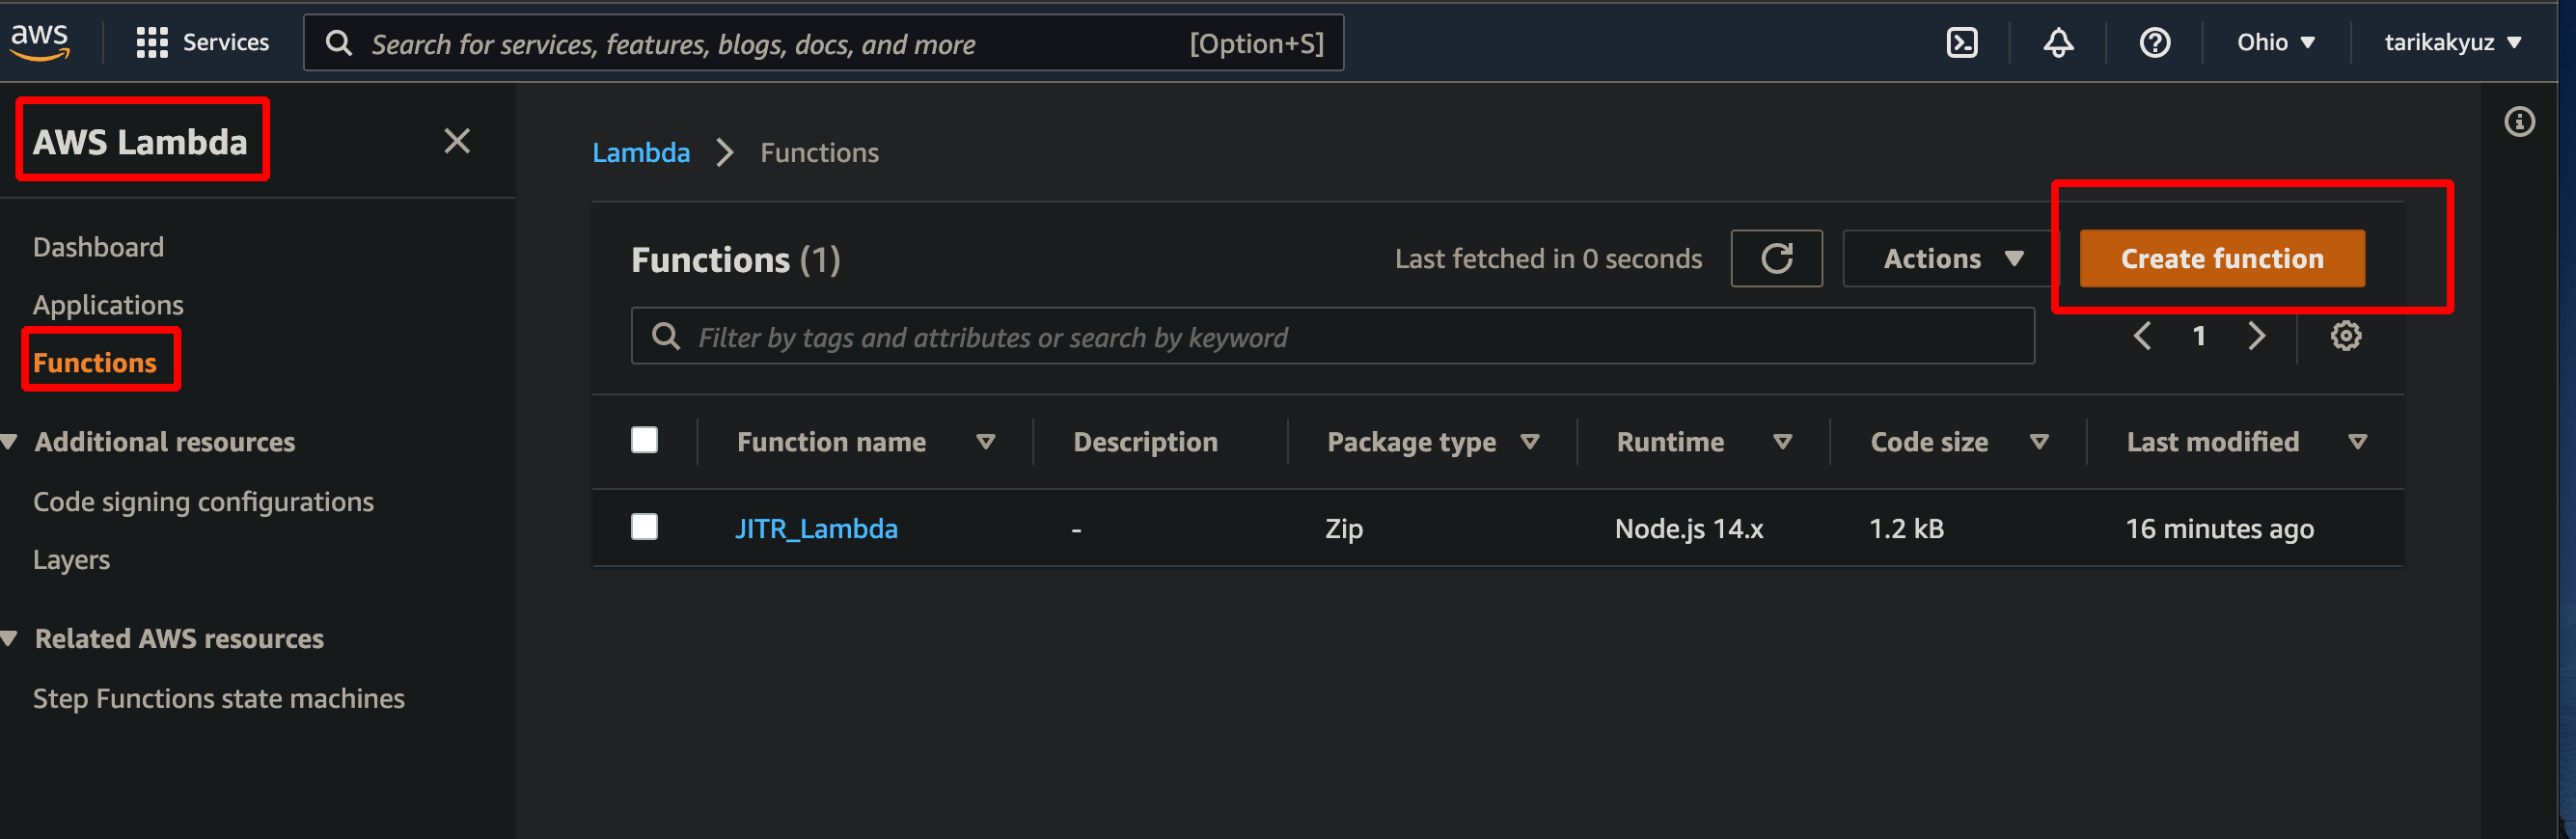 aws Services Search for services, features, blogs, docs, and more [Option+S] Ohio tarikakyuz
AWS Lambda
Dashboard
Applications
Functions
Additional resources
Code signing configurations
Layers
Related AWS resources
Step Functions state machines
Lambda Functions
Functions (1) Last fetched in 0 seconds Actions Create function
Filter by tags and attributes or search by keyword 1
Function name Description Package type Runtime Code size Last modified
JITR_Lambda - Zip Node.js 14.x 1.2 kB 16 minutes ago